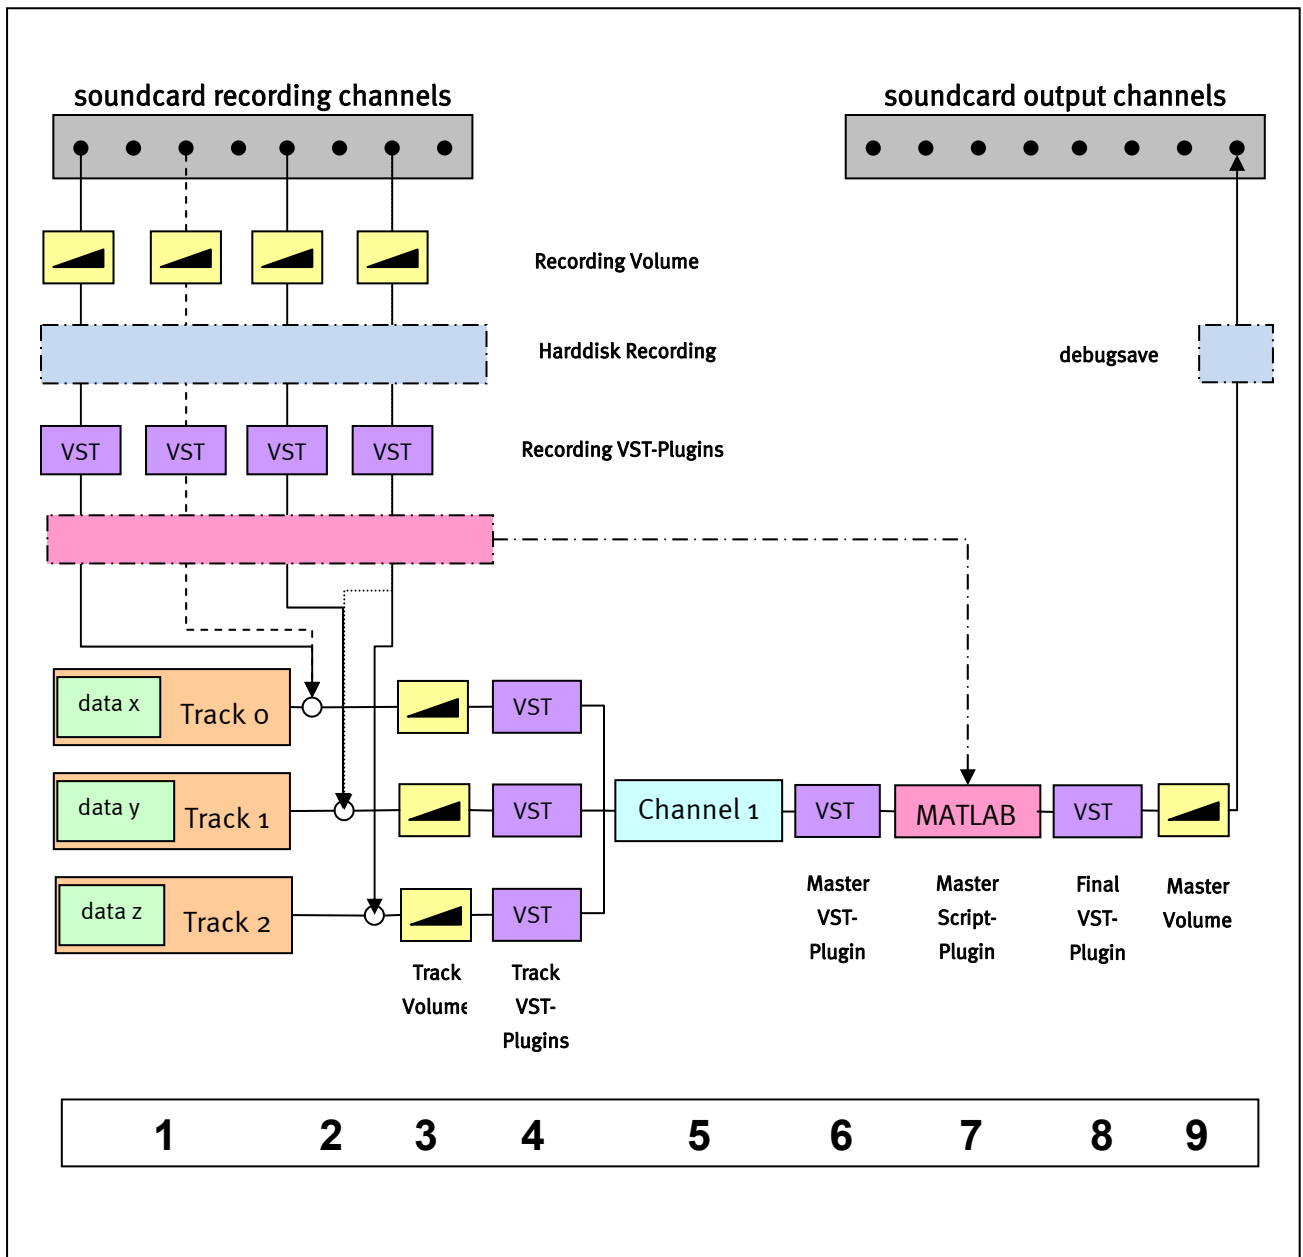 soundcard recording channels
soundcard output channels
Recording Volume
Harddisk Recording
debugsave
VST VST VST VST
Recording VST-Plugins
data x Track 0 VST
data y Track 1 VST Channel 1 VST MATLAB VST
data z Track 2 VST
Track
Volume
Track
VST-
Plugins
Master
VST-
Plugin
Master
Script-
Plugin
Final
VST-
Plugin
Master
Volume
1 2 3 4 5 6 7 8 9